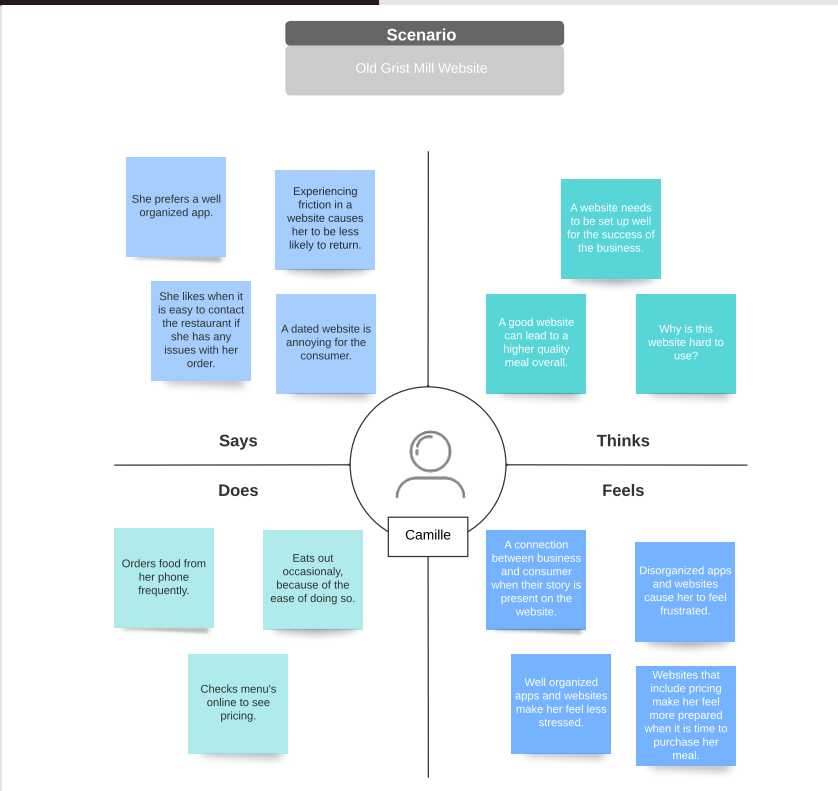 Scenario
Old Grist Mill Website
She prefers a well
organized app.
Experiencing
friction in a
website causes
her to be less
likely to return.
She likes when it
is easy to contact
the restaurant if
she has any
issues with her
order.
A dated website is
annoying for the
consumer.
A website needs
to be set up well
for the success of
the business.
A good website
can lead to a
higher quality
meal overall.
Why is this
website hard to
use?
Says
Thinks
Does
Feels
Camille
Orders food from
her phone
frequently.
Eats out
occasionaly,
because of the
ease of doing so.
Checks menu's
online to see
pricing.
A connection
between business
and consumer
when their story is
present on the
website.
Disorganized apps
and websites
cause her to feel
frustrated.
Well organized
apps and websites
make her feel less
stressed.
Websites that
include pricing
make her feel
more prepared
when it is time to
purchase her
meal.